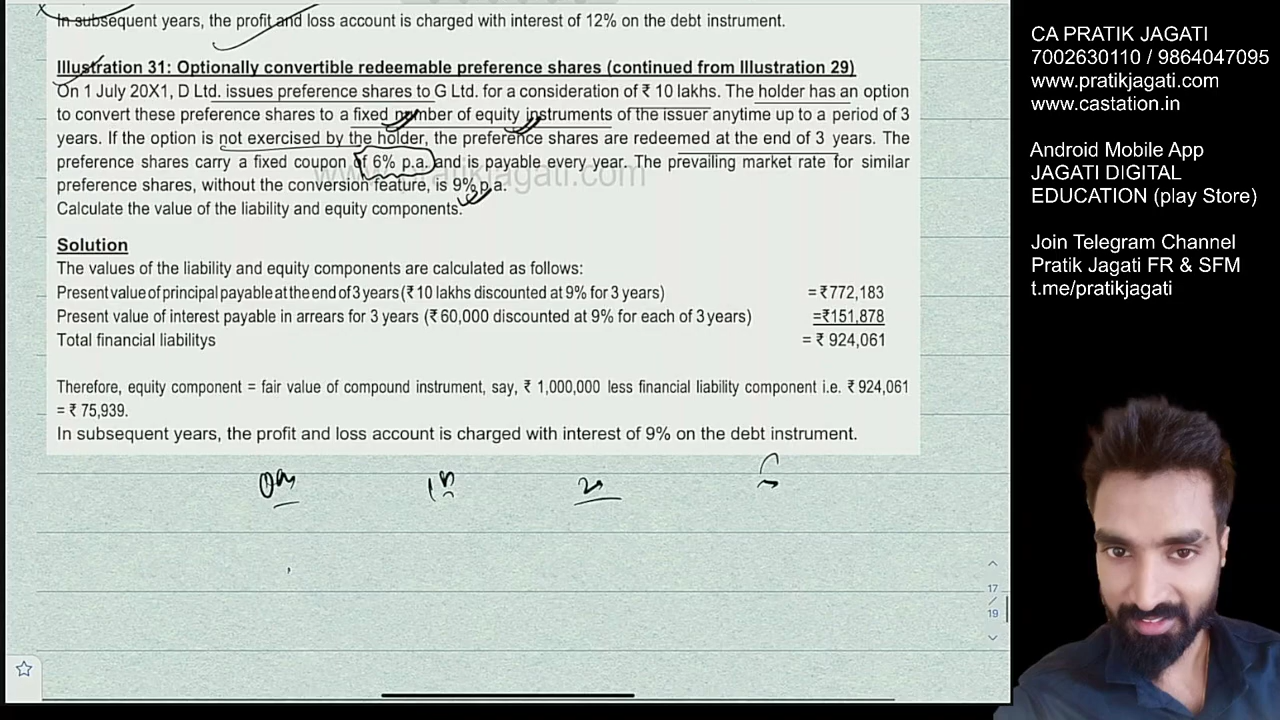 In subsequent years, the profit and loss account is charged with interest of 12% on the debt instrument.
Illustration 31: Optionally convertible redeemable preference shares (continued from Illustration 29)
On 1 July 20X1, D Ltd. issues preference shares to G Ltd. for a consideration of ₹ 10 lakhs. The holder has an option
to convert these preference shares to a fixed number of equity instruments of the issuer anytime up to a period of 3
years. If the option is not exercised by the holder, the preference shares are redeemed at the end of 3 years. The
preference shares carry a fixed coupon of 6% p.a. and is payable every year. The prevailing market rate for similar
preference shares, without the conversion feature, is 9% p.a.
Calculate the value of the liability and equity components.
www.pratikjagati.com
Solution
The values of the liability and equity components are calculated as follows:
Present value of principal payable at the end of 3 years (₹ 10 lakhs discounted at 9% for 3 years) = ₹772,183
Present value of interest payable in arrears for 3 years (₹ 60,000 discounted at 9% for each of 3 years) =₹151,878
Total financial liabilitys = ₹ 924,061
Therefore, equity component = fair value of compound instrument, say, ₹ 1,000,000 less financial liability component i.e. ₹ 924,061
= ₹ 75,939.
In subsequent years, the profit and loss account is charged with interest of 9% on the debt instrument.
17
/
19
CA PRATIK JAGATI
7002630110 / 9864047095
www.pratikjagati.com
www.castation.in
Android Mobile App
JAGATI DIGITAL
EDUCATION (play Store)
Join Telegram Channel
Pratik Jagati FR & SFM
t.me/pratikjagati